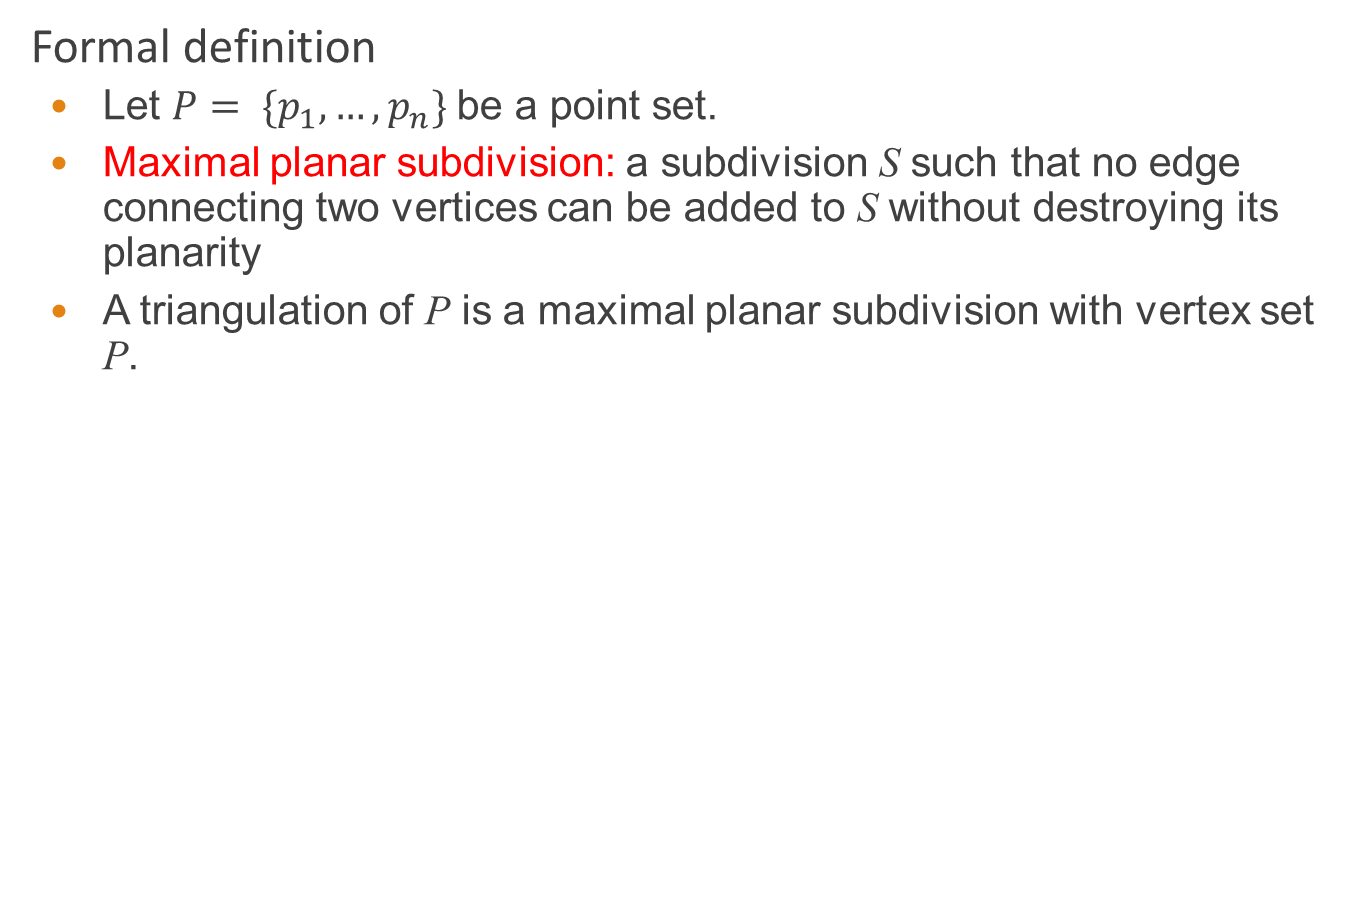 Formal definition
• Let 𝑃 = {𝑝₁, … , 𝑝ₙ} be a point set.
• Maximal planar subdivision: a subdivision S such that no edge
connecting two vertices can be added to S without destroying its
planarity
• A triangulation of P is a maximal planar subdivision with vertex set
P.